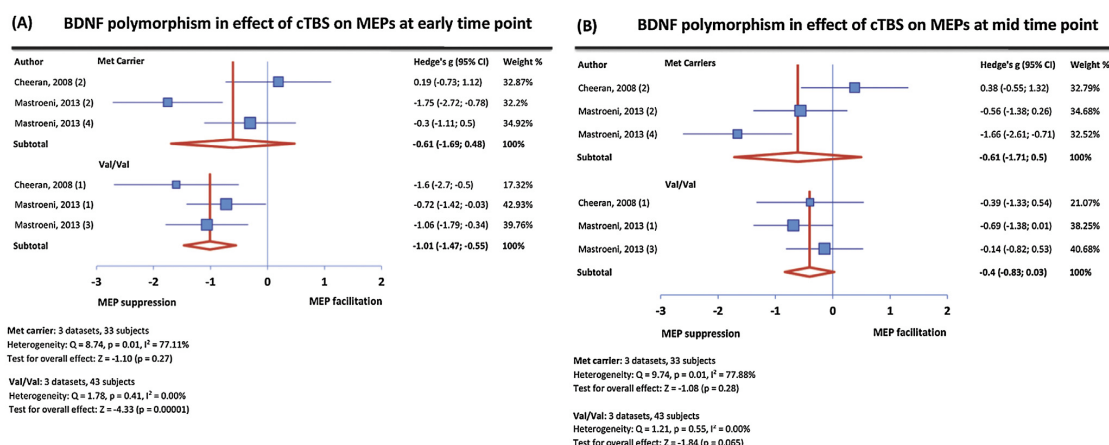 (A) BDNF polymorphism in effect of cTBS on MEPs at early time point
Author Met Carrier Hedge's g (95% CI) Weight %
Cheeran, 2008 (2) 0.19 (-0.73; 1.12) 32.87%
Mastroeni, 2013 (2) -1.75 (-2.72; -0.78) 32.2%
Mastroeni, 2013 (4) -0.3 (-1.11; 0.5) 34.92%
Subtotal -0.61 (-1.69; 0.48) 100%
Val/Val
Cheeran, 2008 (1) -1.6 (-2.7; -0.5) 17.32%
Mastroeni, 2013 (1) -0.72 (-1.42; -0.03) 42.93%
Mastroeni, 2013 (3) -1.06 (-1.79; -0.34) 39.76%
Subtotal -1.01 (-1.47; -0.55) 100%
-3 -2 -1 0 1 2
MEP suppression MEP facilitation
Met carrier: 3 datasets, 33 subjects
Heterogeneity: Q = 8.74, p = 0.01, I² = 77.11%
Test for overall effect: Z = -1.10 (p = 0.27)
Val/Val: 3 datasets, 43 subjects
Heterogeneity: Q = 1.78, p = 0.41, I² = 0.00%
Test for overall effect: Z = -4.33 (p = 0.00001)
(B) BDNF polymorphism in effect of cTBS on MEPs at mid time point
Author Met Carriers Hedge's g (95% CI) Weight %
Cheeran, 2008 (2) 0.38 (-0.55; 1.32) 32.79%
Mastroeni, 2013 (2) -0.56 (-1.38; 0.26) 34.68%
Mastroeni, 2013 (4) -1.66 (-2.61; -0.71) 32.52%
Subtotal -0.61 (-1.71; 0.5) 100%
Val/Val
Cheeran, 2008 (1) -0.39 (-1.33; 0.54) 21.07%
Mastroeni, 2013 (1) -0.69 (-1.38; 0.01) 38.25%
Mastroeni, 2013 (3) -0.14 (-0.82; 0.53) 40.68%
Subtotal -0.4 (-0.83; 0.03) 100%
-3 -2 -1 0 1 2
MEP suppression MEP facilitation
Met carrier: 3 datasets, 33 subjects
Heterogeneity: Q = 9.74, p = 0.01, I² = 77.88%
Test for overall effect: Z = -1.08 (p = 0.28)
Val/Val: 3 datasets, 43 subjects
Heterogeneity: Q = 1.21, p = 0.55, I² = 0.00%
Test for overall effect: Z = -1.84 (p = 0.065)